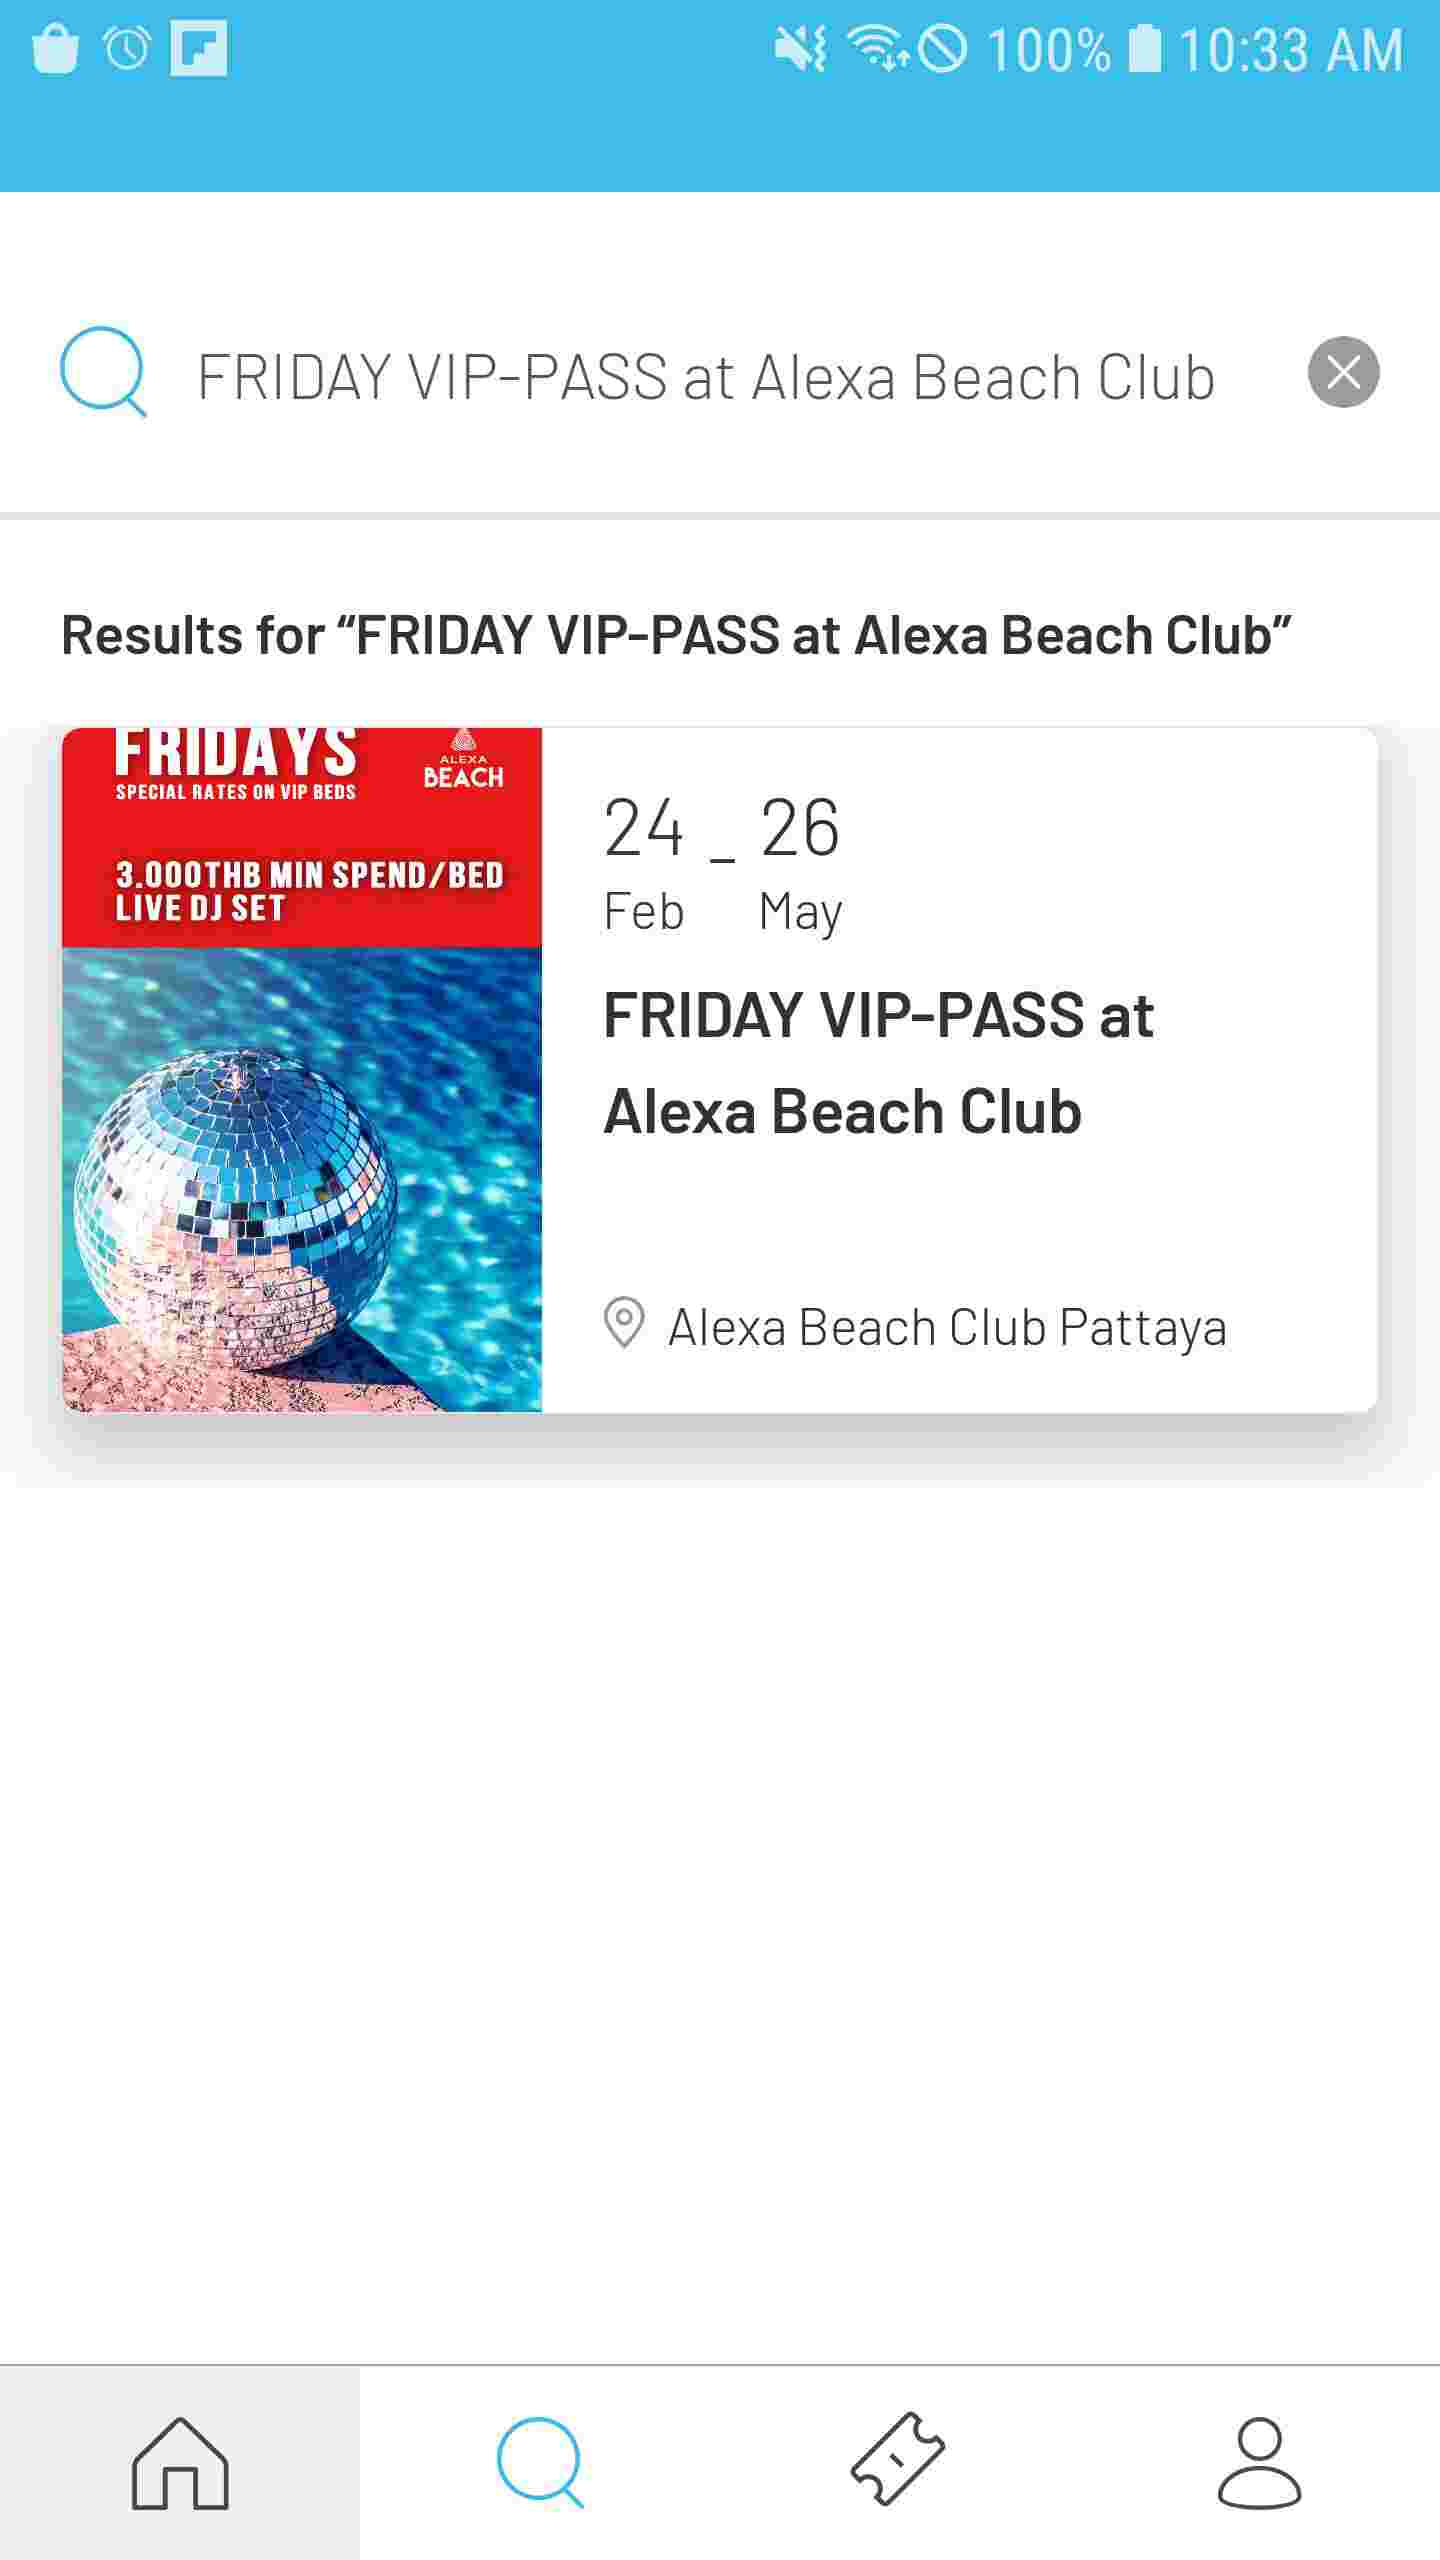 100% 10:33 AM
FRIDAY VIP-PASS at Alexa Beach Club
Results for “FRIDAY VIP-PASS at Alexa Beach Club”
FRIDAYS
SPECIAL RATES ON VIP BEDS
ALEXA
BEACH
3.000THB MIN SPEND/BED
LIVE DJ SET
24 _ 26
Feb May
FRIDAY VIP-PASS at
Alexa Beach Club
Alexa Beach Club Pattaya